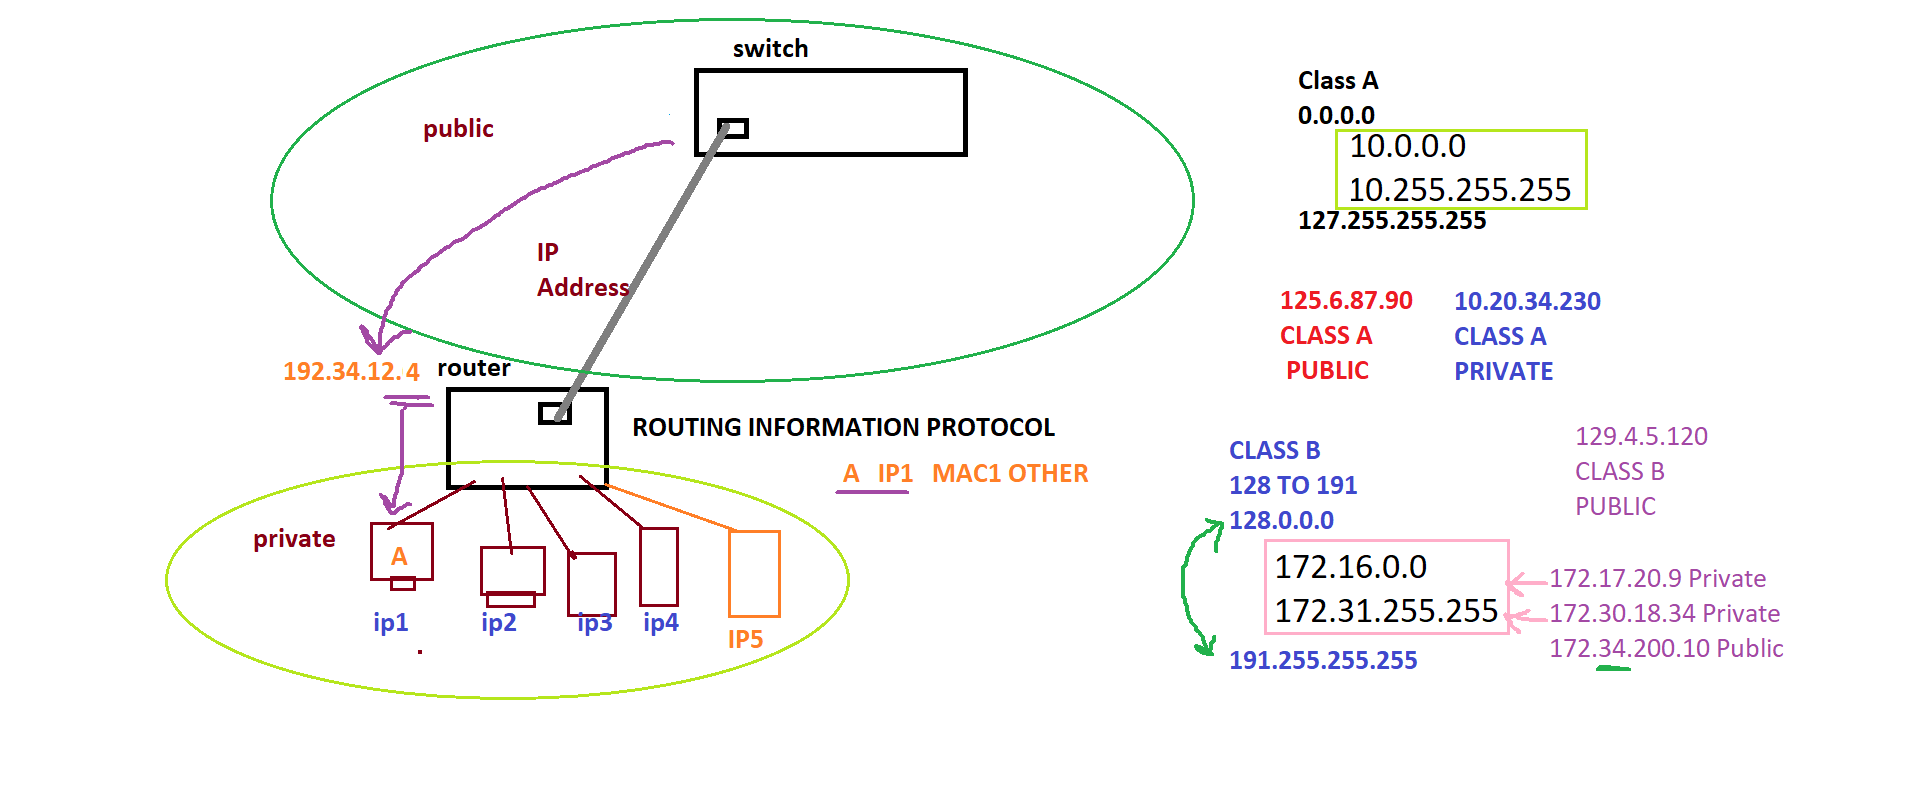 switch
public
IP
Address
192.34.12.4
router
ROUTING INFORMATION PROTOCOL
A IP1 MAC1 OTHER
private
A
ip1
ip2
ip3
ip4
IP5
Class A
0.0.0.0
10.0.0.0
10.255.255.255
127.255.255.255
125.6.87.90
CLASS A
PUBLIC
10.20.34.230
CLASS A
PRIVATE
CLASS B
128 TO 191
128.0.0.0
172.16.0.0
172.31.255.255
191.255.255.255
129.4.5.120
CLASS B
PUBLIC
172.17.20.9 Private
172.30.18.34 Private
172.34.200.10 Public